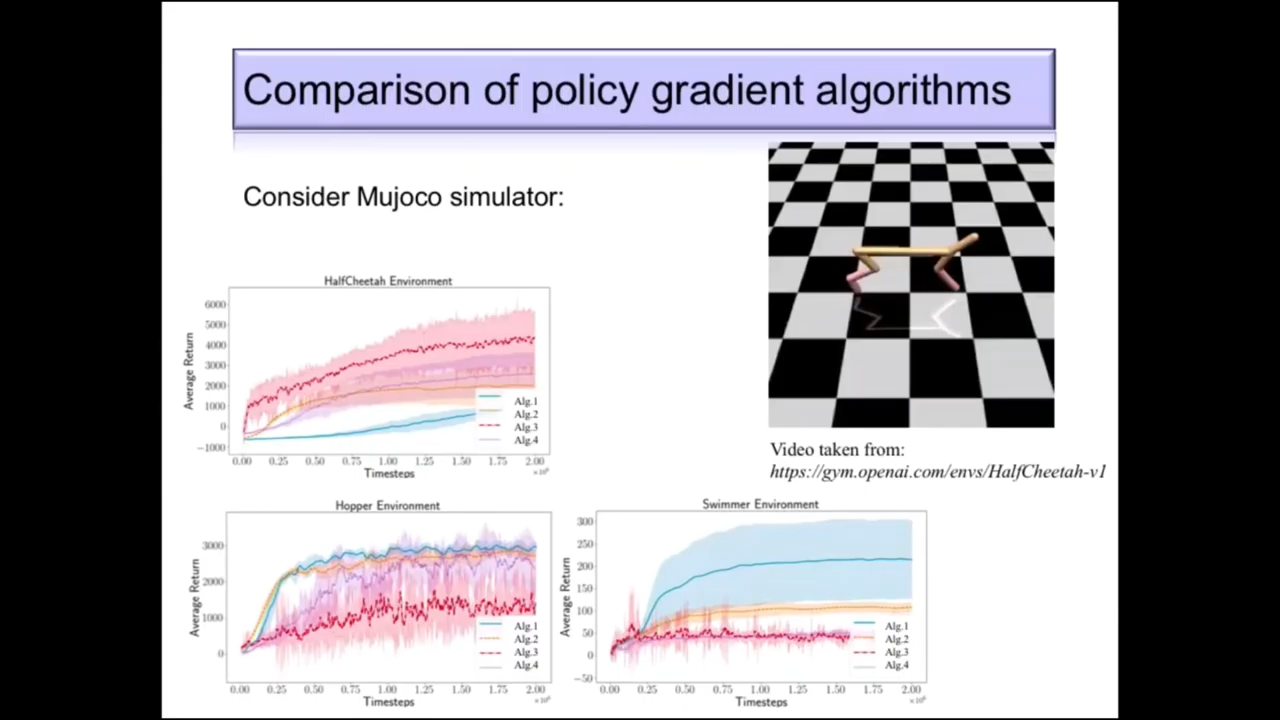 Comparison of policy gradient algorithms
Consider Mujoco simulator:
HalfCheetah Environment
Average Return
6000
5000
4000
3000
2000
1000
0
−1000
0.00 0.25 0.50 0.75 1.00 1.25 1.50 1.75 2.00
Timesteps
×10⁶
Alg.1
Alg.2
Alg.3
Alg.4
Video taken from:
https://gym.openai.com/envs/HalfCheetah-v1
Hopper Environment
Average Return
3000
2000
1000
0
0.00 0.25 0.50 0.75 1.00 1.25 1.50 1.75 2.00
Timesteps
×10⁶
Alg.1
Alg.2
Alg.3
Alg.4
Swimmer Environment
Average Return
300
250
200
150
100
50
0
−50
0.00 0.25 0.50 0.75 1.00 1.25 1.50 1.75 2.00
Timesteps
×10⁶
Alg.1
Alg.2
Alg.3
Alg.4